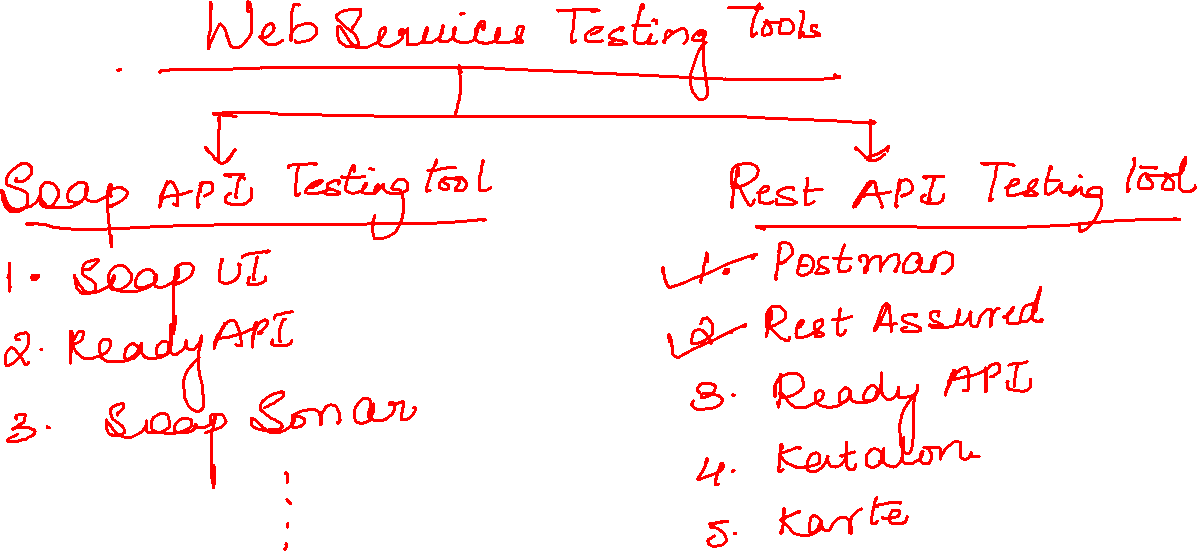 Web Services Testing Tools
Soap API Testing tool
1. Soap UI
2. Ready API
3. Soap Sonar
Rest API Testing Tool
1. Postman
2 Rest Assured
3. Ready API
4. Katalon
5. Karte